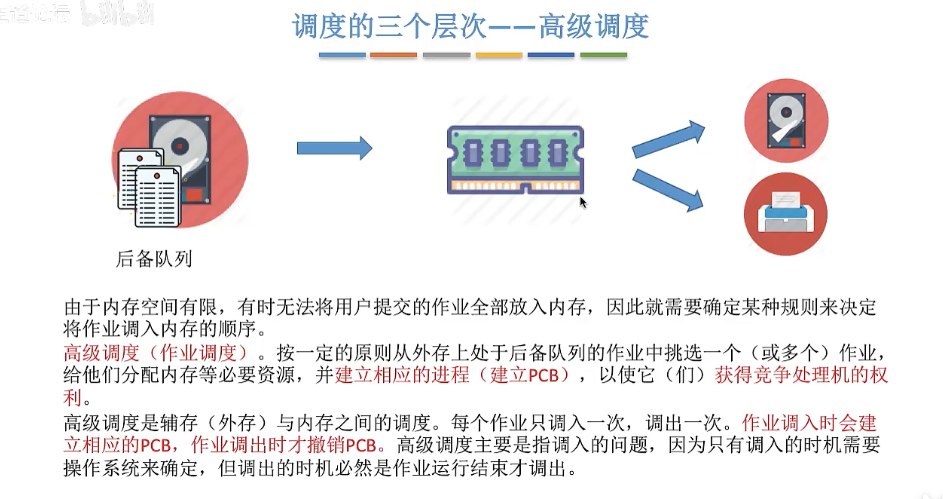 调度的三个层次——高级调度
后备队列
由于内存空间有限，有时无法将用户提交的作业全部放入内存，因此就需要确定某种规则来决定
将作业调入内存的顺序。
高级调度（作业调度）。按一定的原则从外存上处于后备队列的作业中挑选一个（或多个）作业，
给他们分配内存等必要资源，并建立相应的进程（建立PCB），以使它（们）获得竞争处理机的权
利。
高级调度是辅存（外存）与内存之间的调度。每个作业只调入一次，调出一次。作业调入时会建
立相应的PCB，作业调出时才撤销PCB。高级调度主要是指调入的问题，因为只有调入的时机需要
操作系统来确定，但调出的时机必然是作业运行结束才调出。